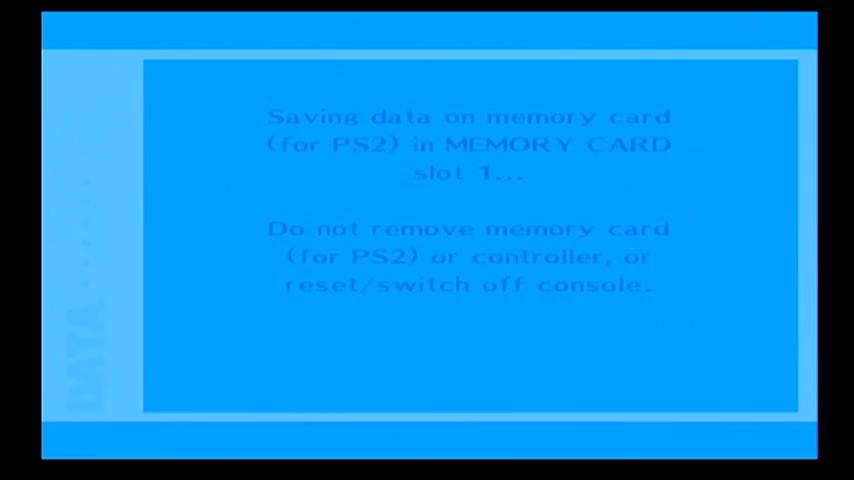 Saving data on memory card
(for PS2) in MEMORY CARD
slot 1...
Do not remove memory card
(for PS2) or controller, or
reset/switch off console.
DATA